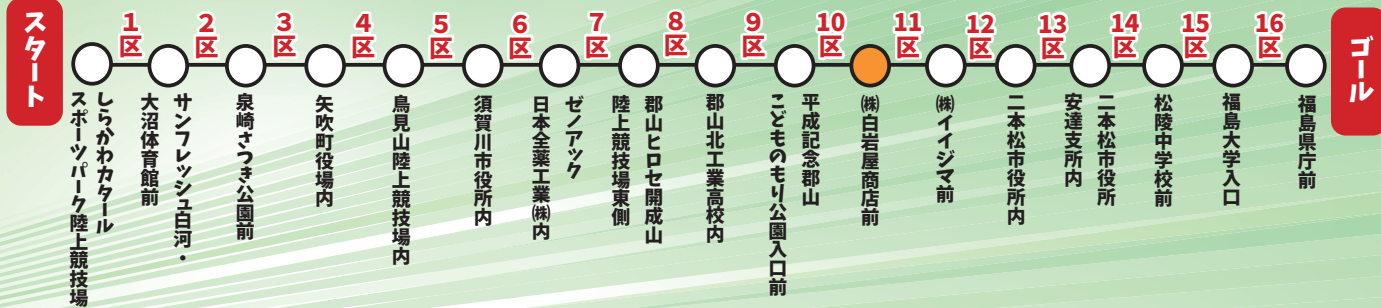 スタート
1区
2区
3区
4区
5区
6区
7区
8区
9区
10区
11区
12区
13区
14区
15区
16区
ゴール
しらかわカタール
スポーツパーク陸上競技場
サンフレッシュ白河・
大沼体育館前
泉崎さつき公園前
矢吹町役場内
鳥見山陸上競技場内
須賀川市役所内
ゼノアック
日本全薬工業㈱内
郡山ヒロセ開成山
陸上競技場東側
郡山北工業高校内
平成記念郡山
こどものもり公園入口前
㈱白岩屋商店前
㈱イイジマ前
二本松市役所内
二本松市役所
安達支所内
松陵中学校前
福島大学入口
福島県庁前